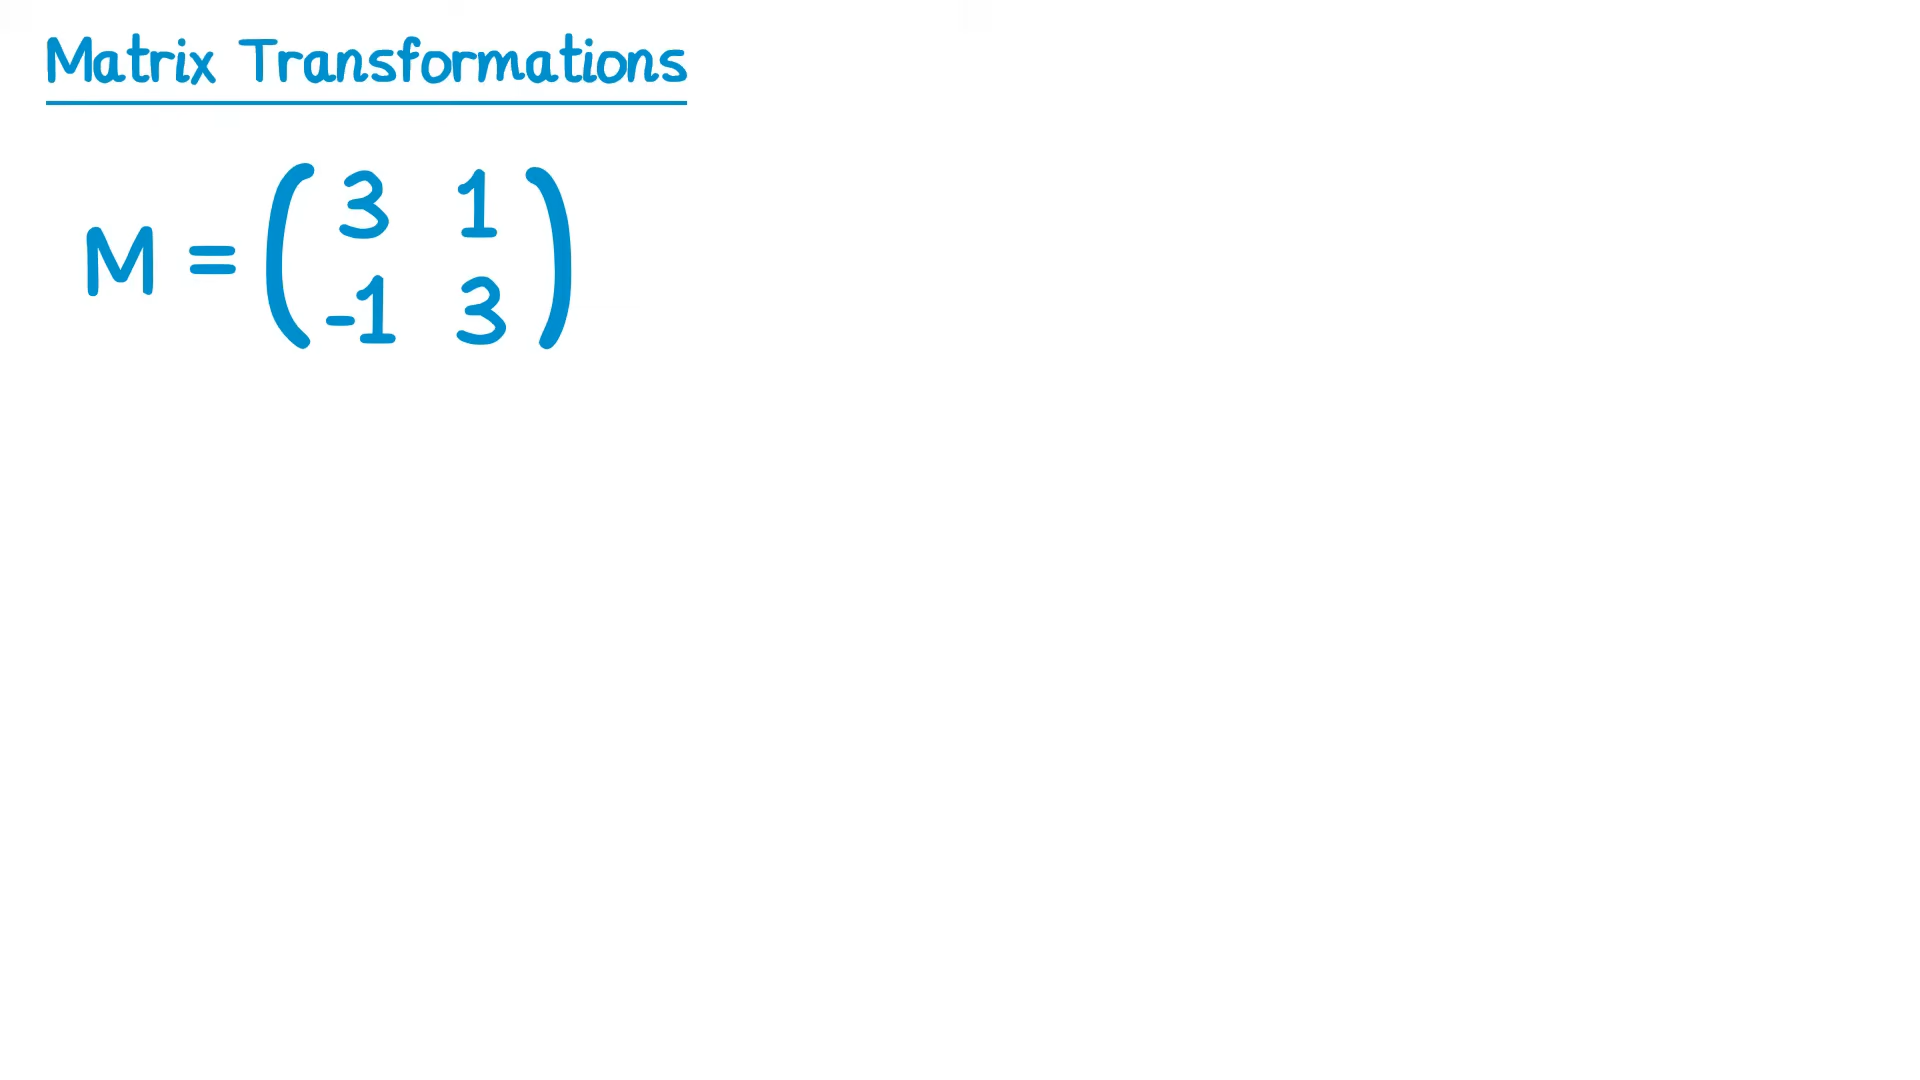 Matrix Transformations
M = ( 3 1
-1 3 )